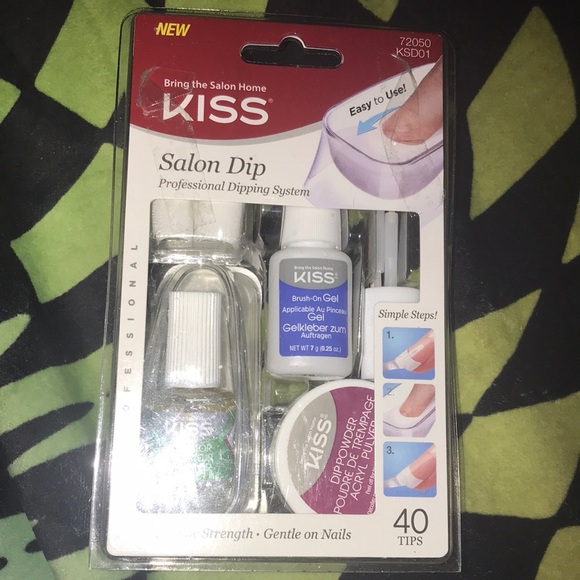 NEW
72050
KSD01
Bring the Salon Home
KISS®
Easy to Use!
Salon Dip
Professional Dipping System
Bring the Salon Home
KISS
Brush-On Gel
Applicable Au Pinceau
Gel
Gelkleber zum
Auftragen
NET WT 7 g (0.25 oz.)
Simple Steps!
1.
3.
KISS
KISS
DIP POWDER
POUDRE DE TREMPAGE
ACRYL PULVER
Strength • Gentle on Nails
40
TIPS